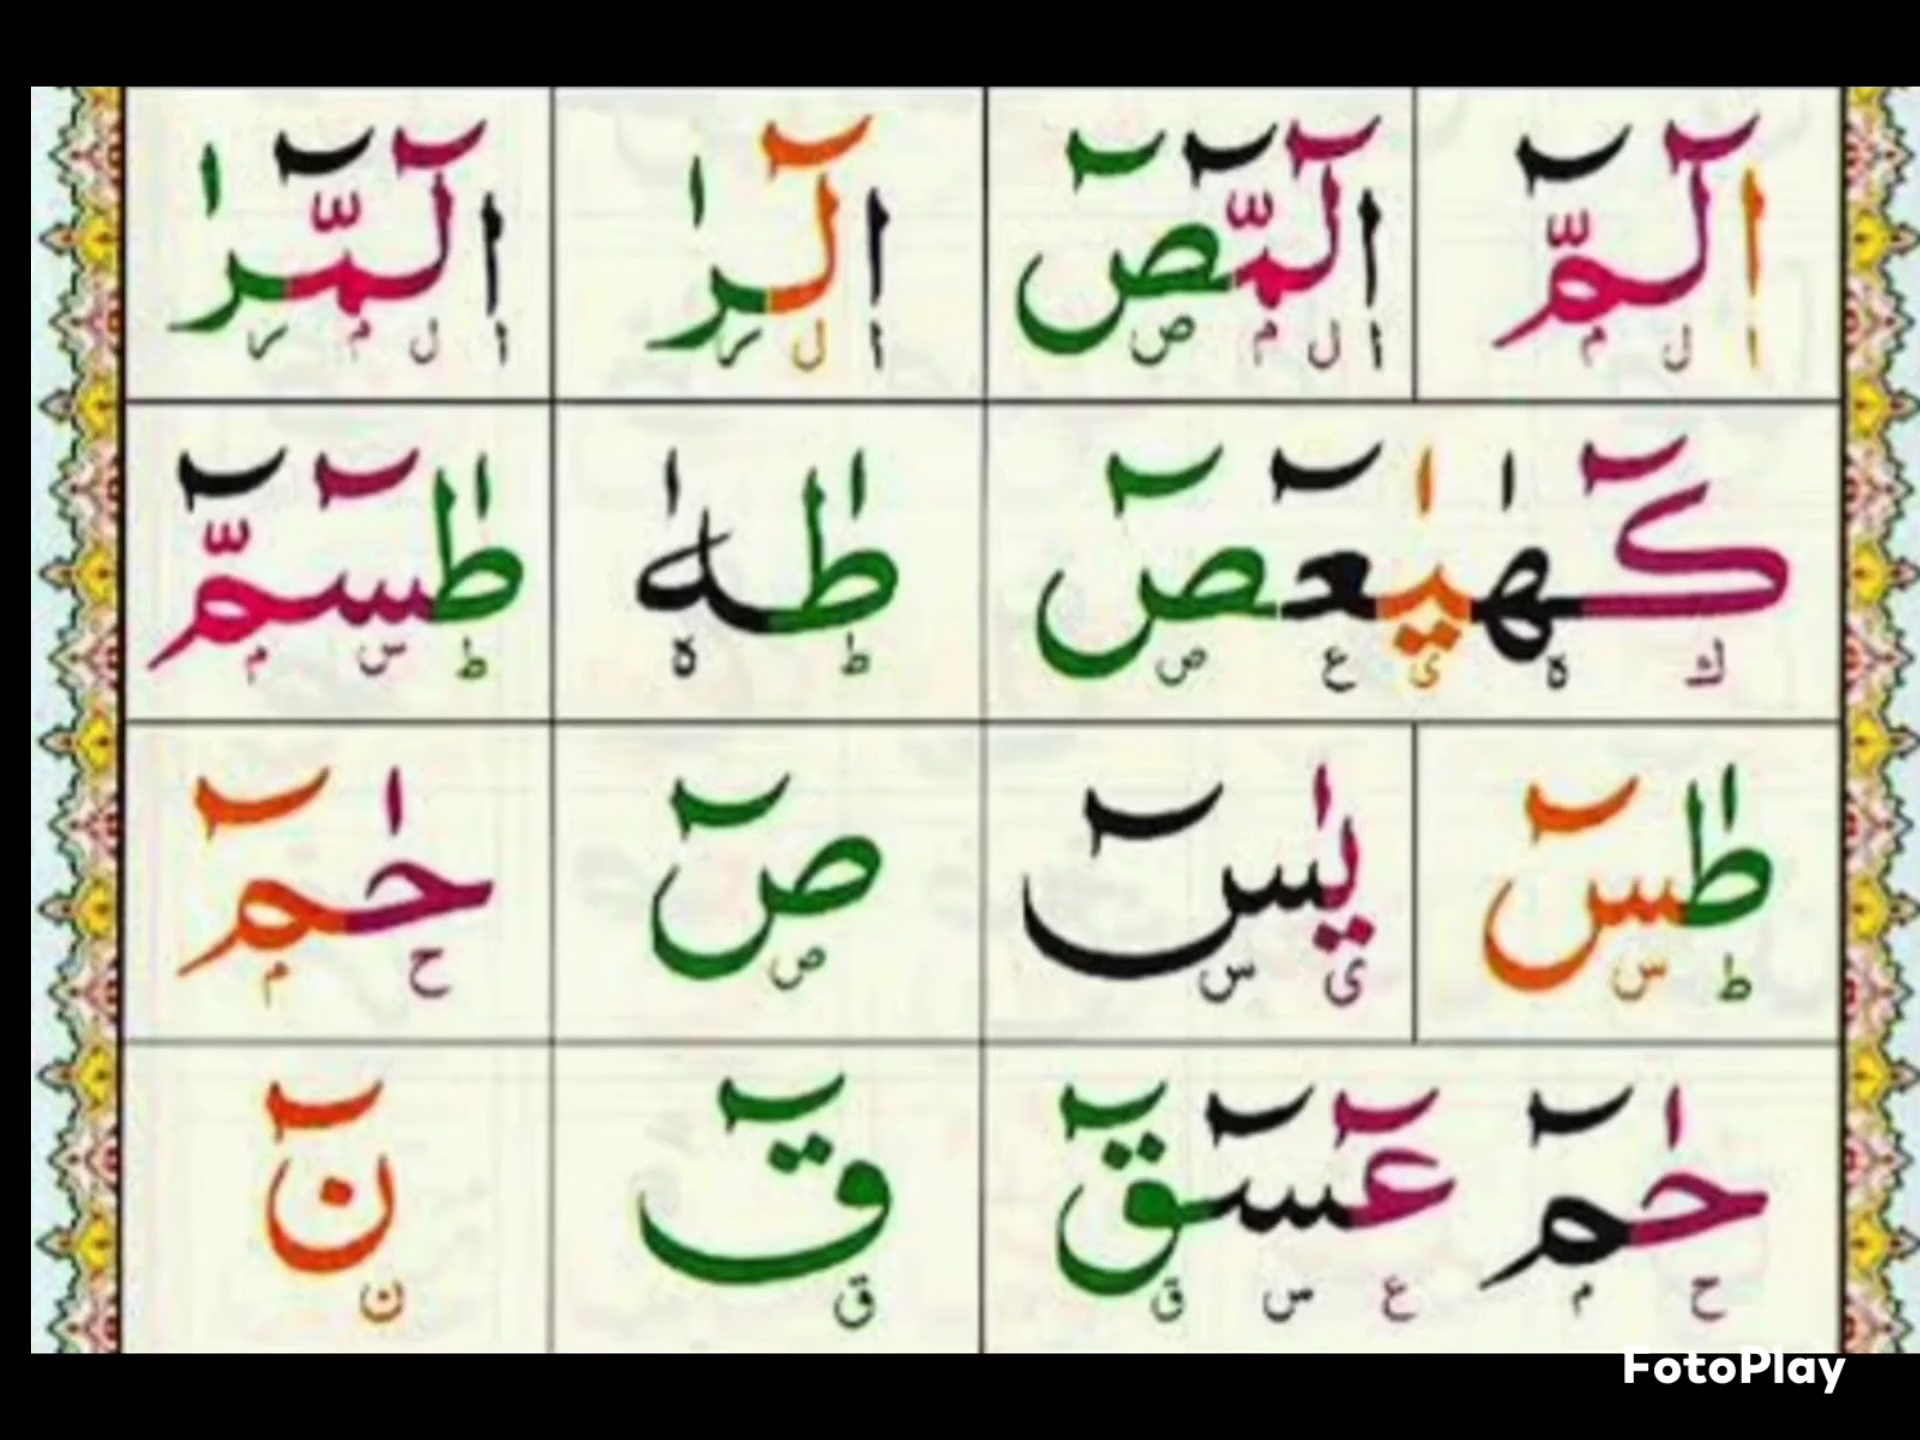 الٓمّٓ الٓمّٓصٓ الٓرٰ الٓمّٓرٰ
ا ل م ا ل م ص ا ل ر ا ل م ر
كٓهٰيٰعٓصٓ طٰهٰ طٰسٓمّٓ
ك ه ى ع ص ط ه ط س م
طٰسٓ يٰسٓ صٓ حٰمٓ
ط س ى س ص ح م
حٰمٓ عٓسٓقٓ قٓ نٓ
ح م ع س ق ق ن
FotoPlay